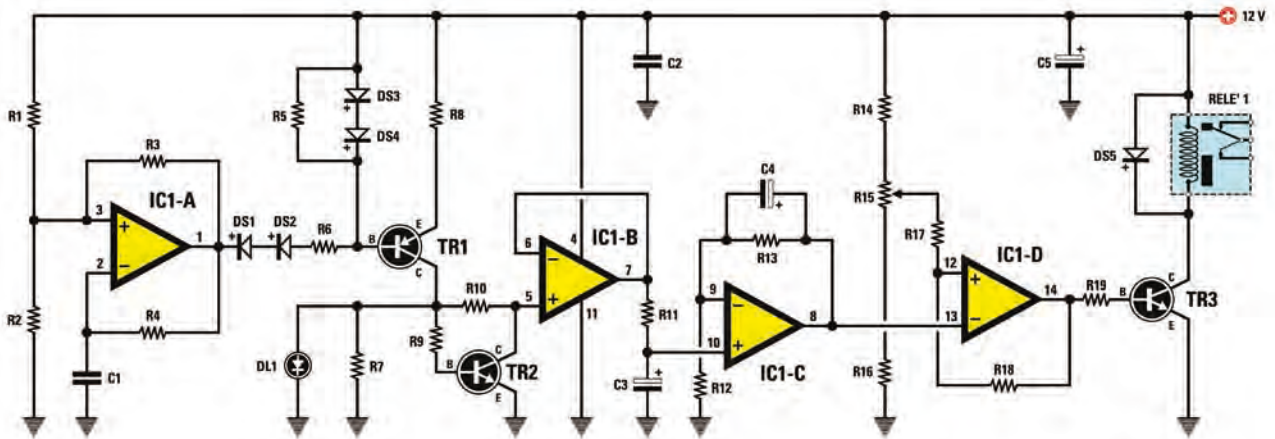 12 V
C2
C5
R1
R5
DS3
DS4
R8
R14
RELE' 1
DS5
R3
IC1-A
3
+
1
2
−
DS1
DS2
R6
B
E
C
TR1
C4
+
R13
R15
R17
R2
R4
C1
6
−
4
IC1-B
7
5
+
11
R10
R11
9
−
8
10
+
IC1-C
12
+
IC1-D
14
13
−
R19
B
C
E
TR3
DL1
R7
R9
B
C
E
TR2
C3
+
R12
R16
R18